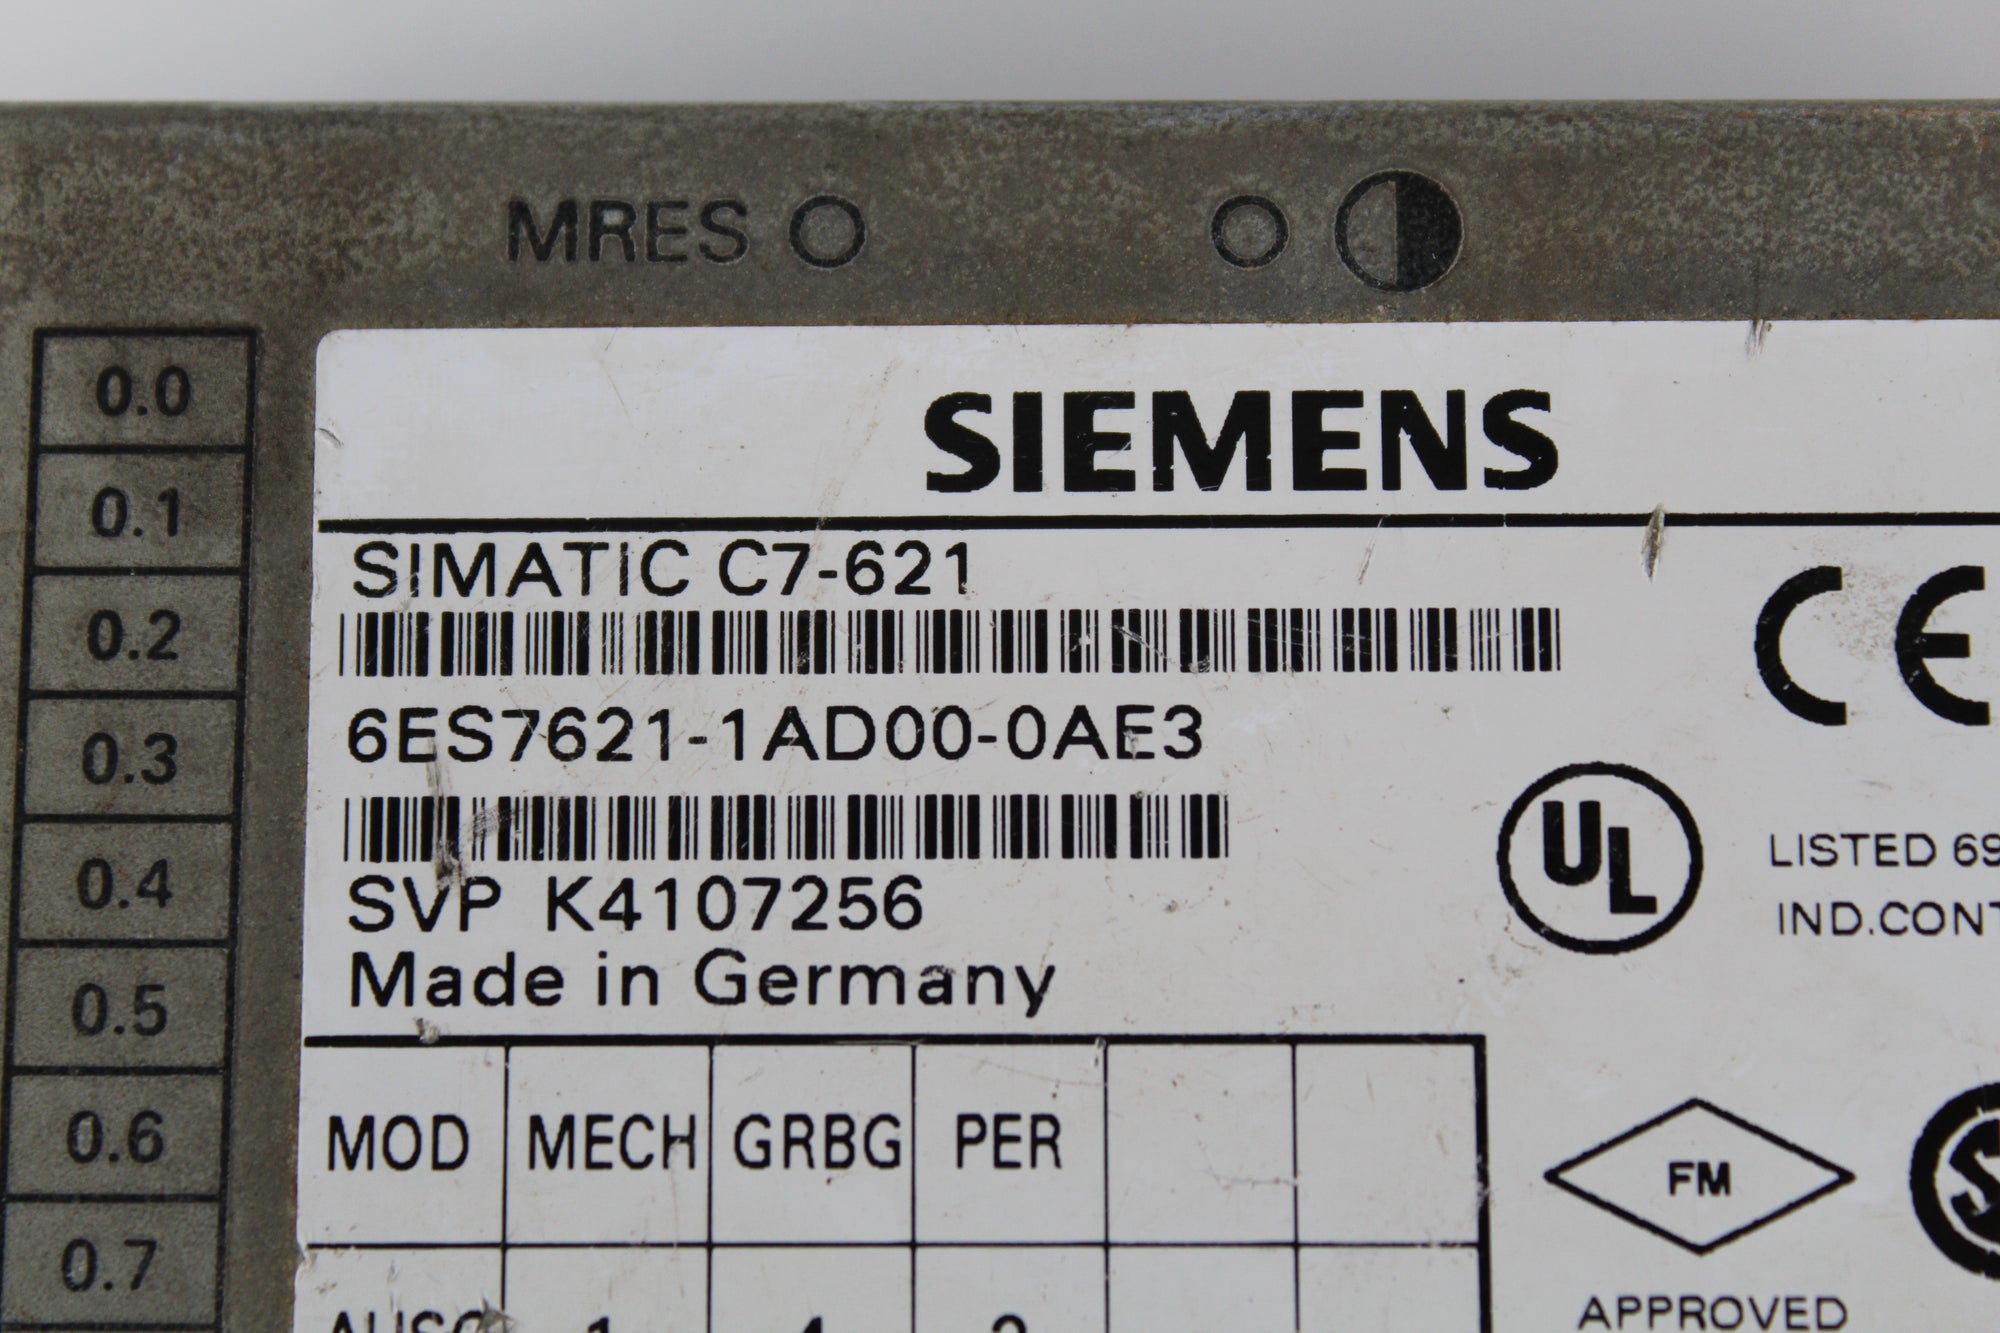 MRES
0.0
0.1
0.2
0.3
0.4
0.5
0.6
0.7
SIEMENS
SIMATIC C7-621
6ES7621-1AD00-0AE3
SVP K4107256
Made in Germany
CE
UL
LISTED 69
IND.CONT
MOD MECH GRBG PER
FM
APPROVED